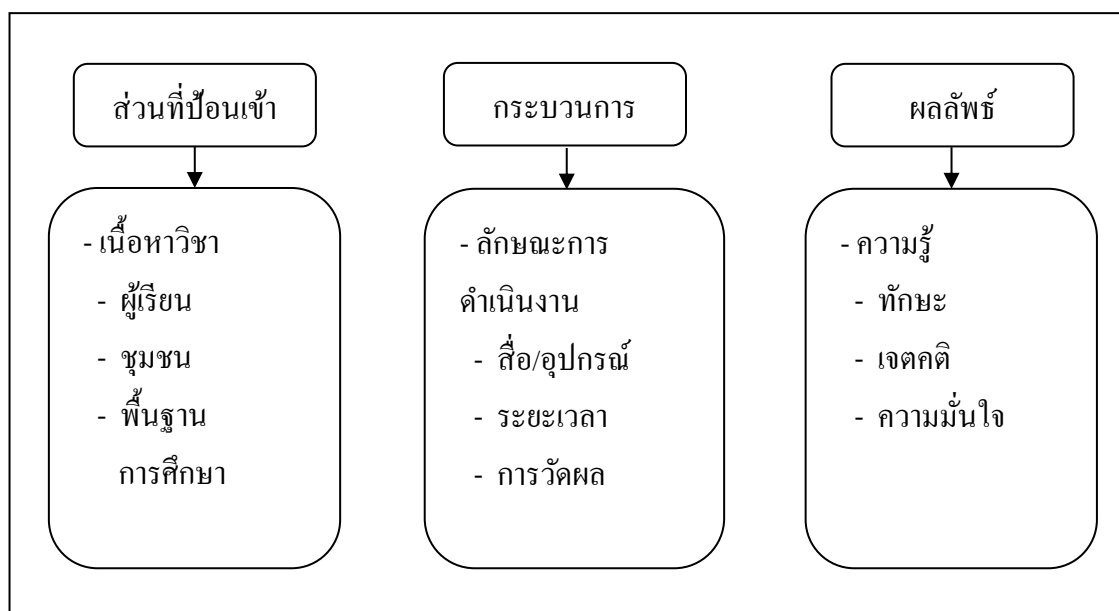 ส่วนที่ป้อนเข้า
- เนื้อหาวิชา
- ผู้เรียน
- ชุมชน
- พื้นฐาน
การศึกษา
กระบวนการ
- ลักษณะการ
ดำเนินงาน
- สื่อ/อุปกรณ์
- ระยะเวลา
- การวัดผล
ผลลัพธ์
- ความรู้
- ทักษะ
- เจตคติ
- ความมั่นใจ